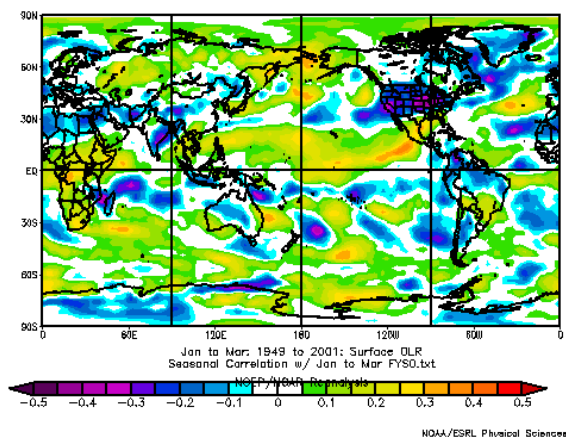 90N
60N
30N
EQ
30S
60S
90S
0 60E 120E 180 120W 60W 0
Jan to Mar: 1949 to 2001: Surface OLR
Seasonal Correlation w/ Jan to Mar FYSO.txt
NCEP/NCAR Reanalysis
-0.5 -0.4 -0.3 -0.2 -0.1 0 0.1 0.2 0.3 0.4 0.5
NOAA/ESRL Physical Sciences